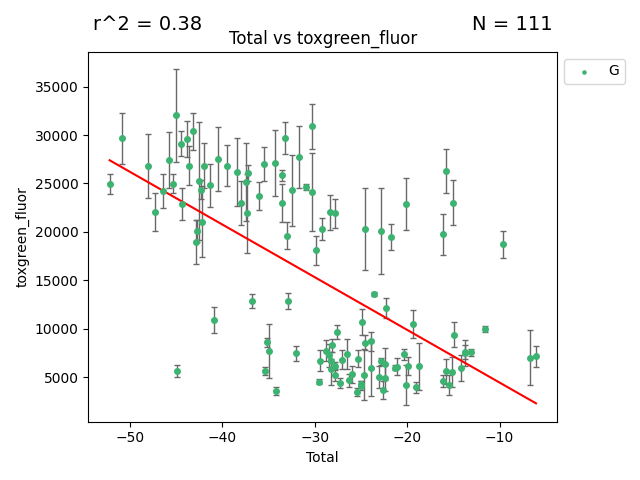 r^2 = 0.38
N = 111
Total vs toxgreen_fluor
G
35000
30000
25000
20000
15000
10000
5000
toxgreen_fluor
−50
−40
−30
−20
−10
Total